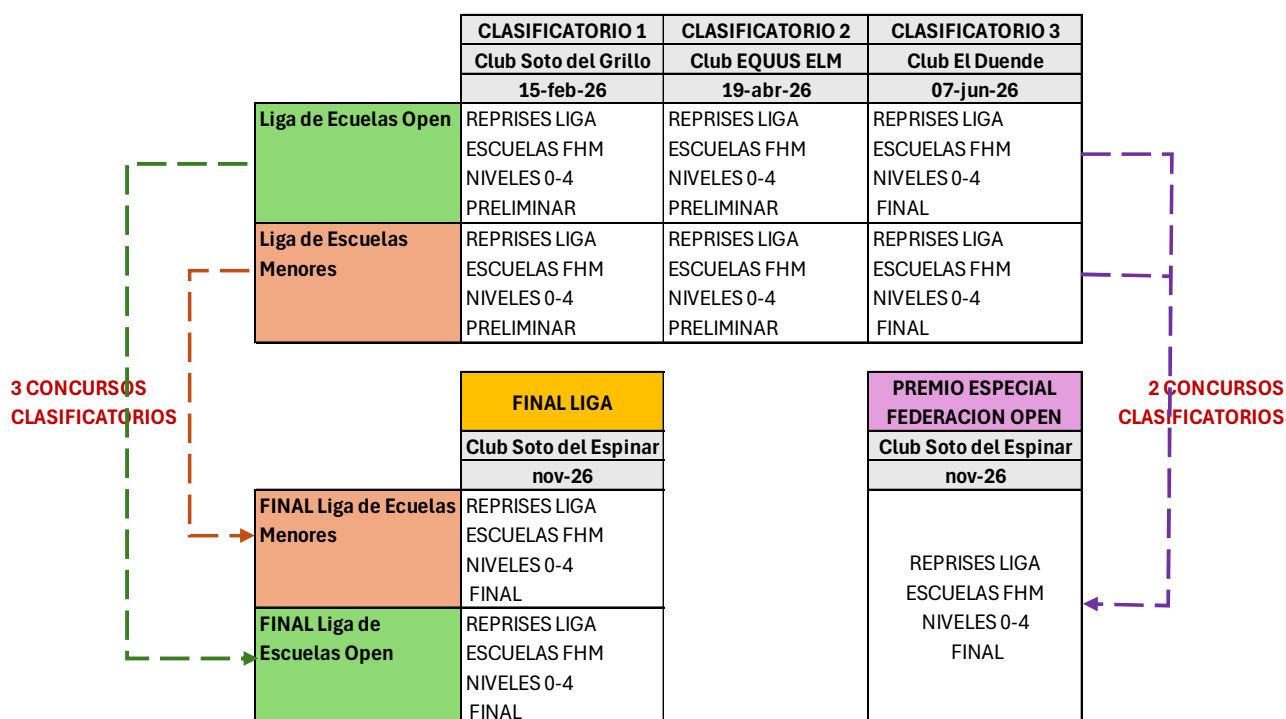 CLASIFICATORIO 1 CLASIFICATORIO 2 CLASIFICATORIO 3
Club Soto del Grillo Club EQUUS ELM Club El Duende
15-feb-26 19-abr-26 07-jun-26
Liga de Ecuelas Open REPRISES LIGA REPRISES LIGA REPRISES LIGA
ESCUELAS FHM ESCUELAS FHM ESCUELAS FHM
NIVELES 0-4 NIVELES 0-4 NIVELES 0-4
PRELIMINAR PRELIMINAR FINAL
Liga de Escuelas REPRISES LIGA REPRISES LIGA REPRISES LIGA
Menores ESCUELAS FHM ESCUELAS FHM ESCUELAS FHM
NIVELES 0-4 NIVELES 0-4 NIVELES 0-4
PRELIMINAR PRELIMINAR FINAL
3 CONCURSOS
CLASIFICATORIOS
FINAL LIGA
PREMIO ESPECIAL
FEDERACION OPEN
2 CONCURSOS
CLASIFICATORIOS
Club Soto del Espinar Club Soto del Espinar
nov-26 nov-26
FINAL Liga de Ecuelas REPRISES LIGA
Menores ESCUELAS FHM
NIVELES 0-4
FINAL
FINAL Liga de REPRISES LIGA
Escuelas Open ESCUELAS FHM
NIVELES 0-4
FINAL
REPRISES LIGA
ESCUELAS FHM
NIVELES 0-4
FINAL